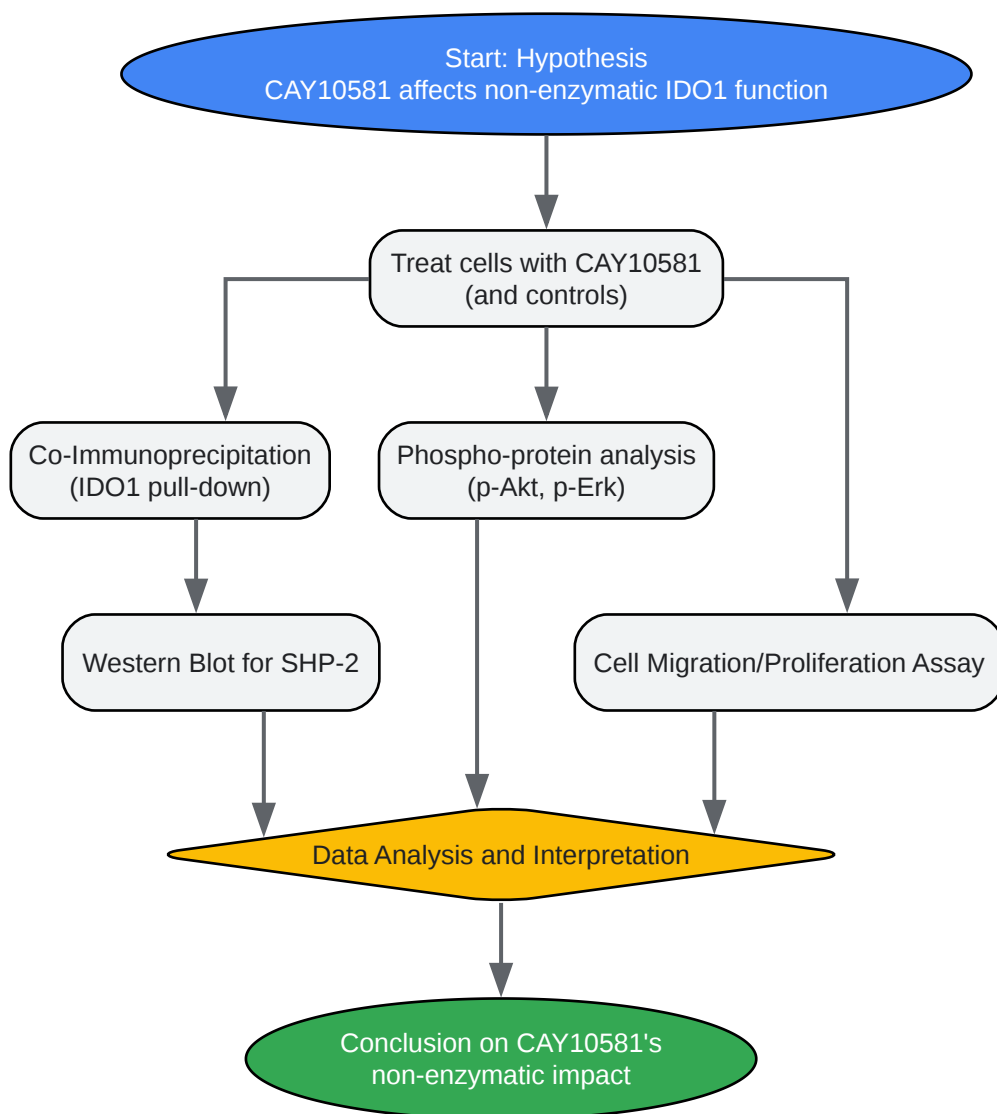 Start: Hypothesis
CAY10581 affects non-enzymatic IDO1 function
Treat cells with CAY10581
(and controls)
Co-Immunoprecipitation
(IDO1 pull-down)
Phospho-protein analysis
(p-Akt, p-Erk)
Western Blot for SHP-2
Cell Migration/Proliferation Assay
Data Analysis and Interpretation
Conclusion on CAY10581's
non-enzymatic impact